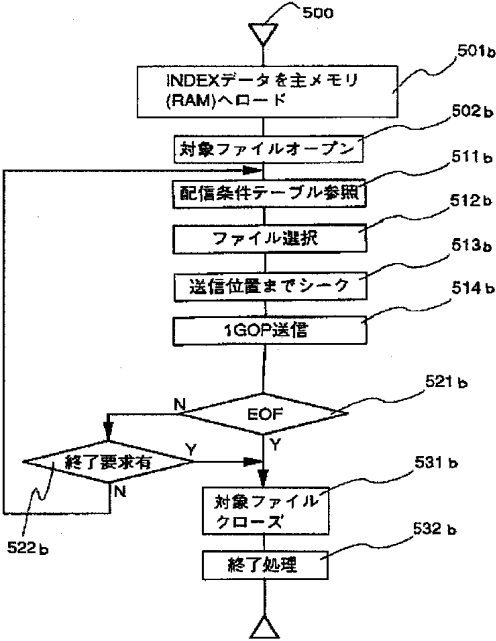 500
INDEXデータを主メモリ
(RAM)へロード
501b
502b
対象ファイルオープン
511b
配信条件テーブル参照
512b
ファイル選択
513b
送信位置までシーク
514b
1GOP送信
521b
N
EOF
Y
終了要求有
Y
N
522b
531b
対象ファイル
クローズ
532b
終了処理